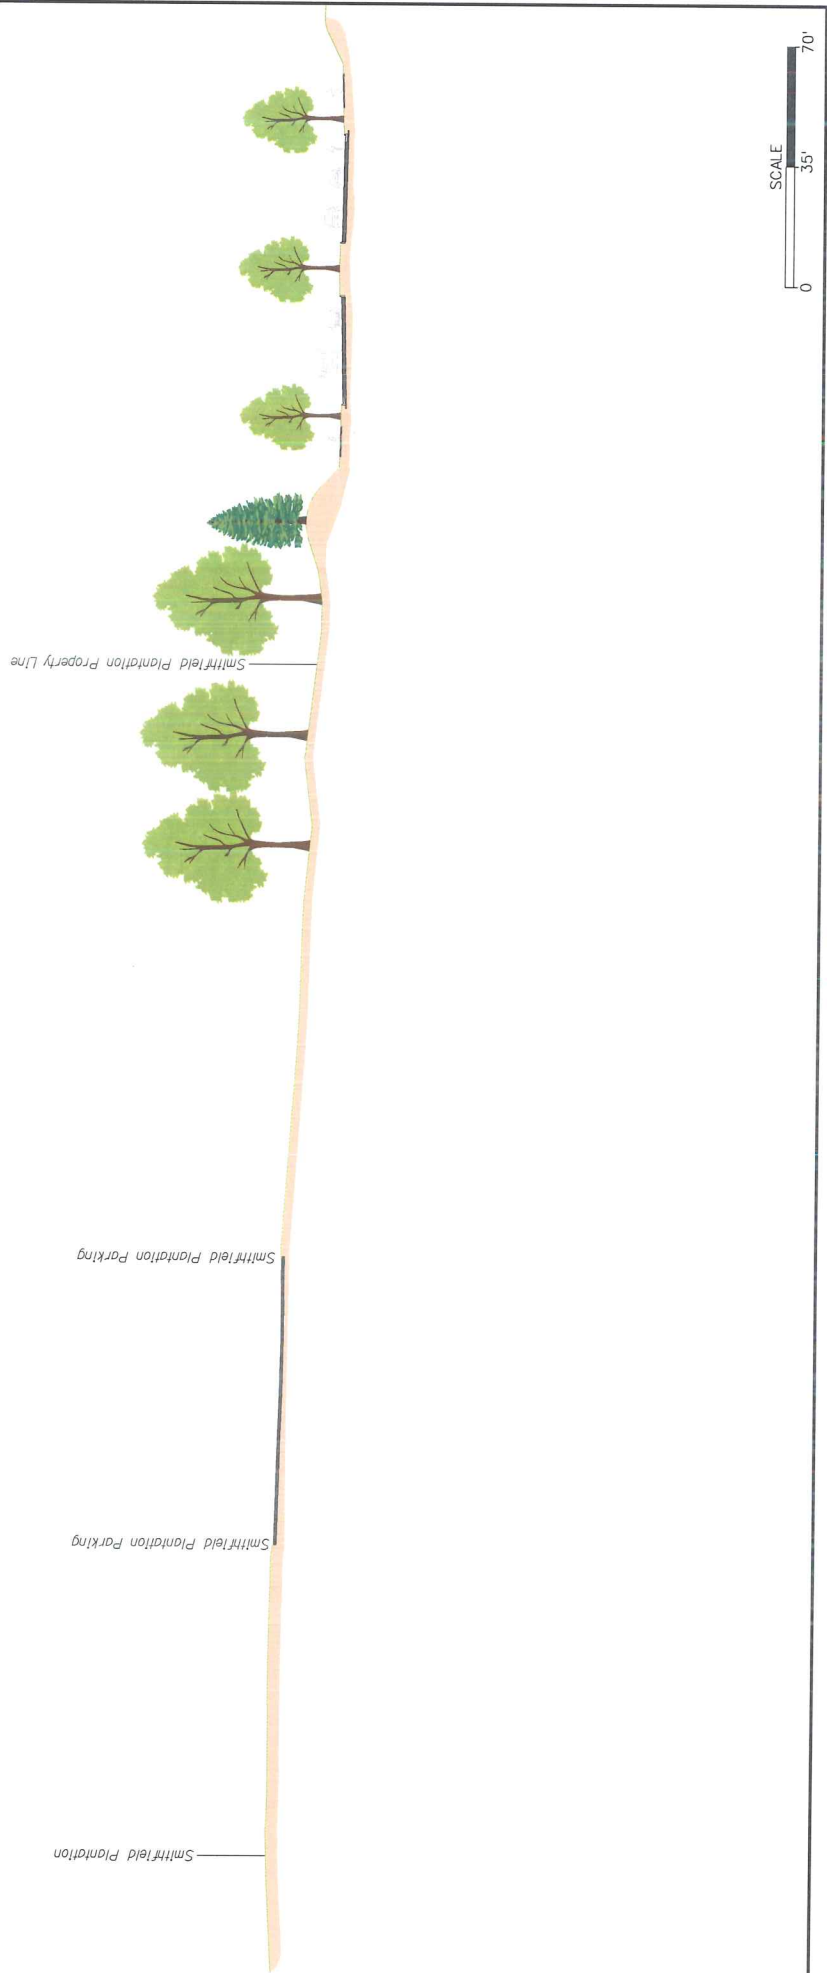 SCALE
0 35' 70'
Smithfield Plantation Property Line
Smithfield Plantation Parking
Smithfield Plantation Parking
Smithfield Plantation